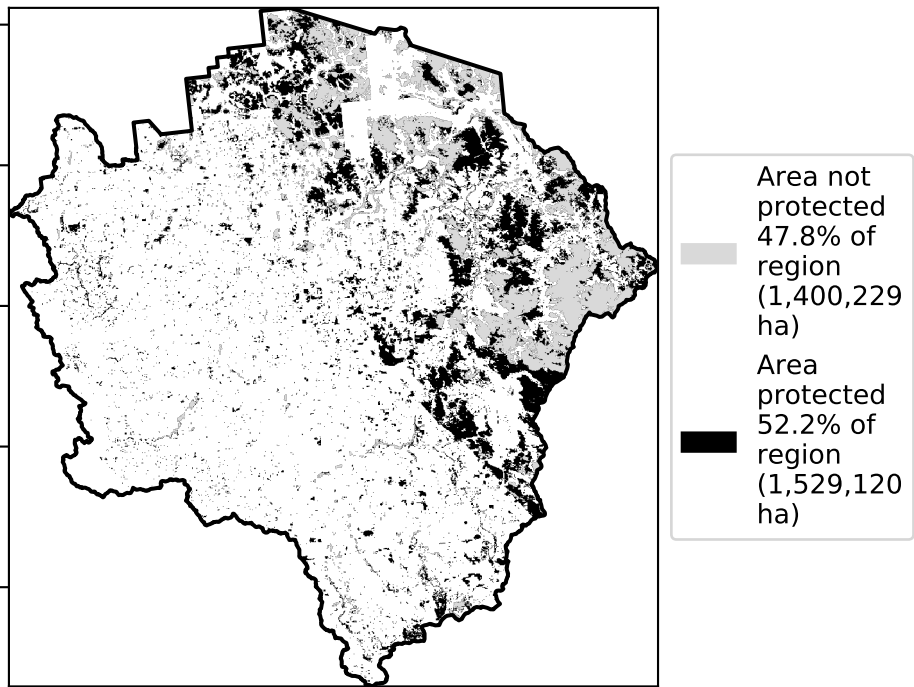 Area not
protected
47.8% of
region
(1,400,229
ha)
Area
protected
52.2% of
region
(1,529,120
ha)